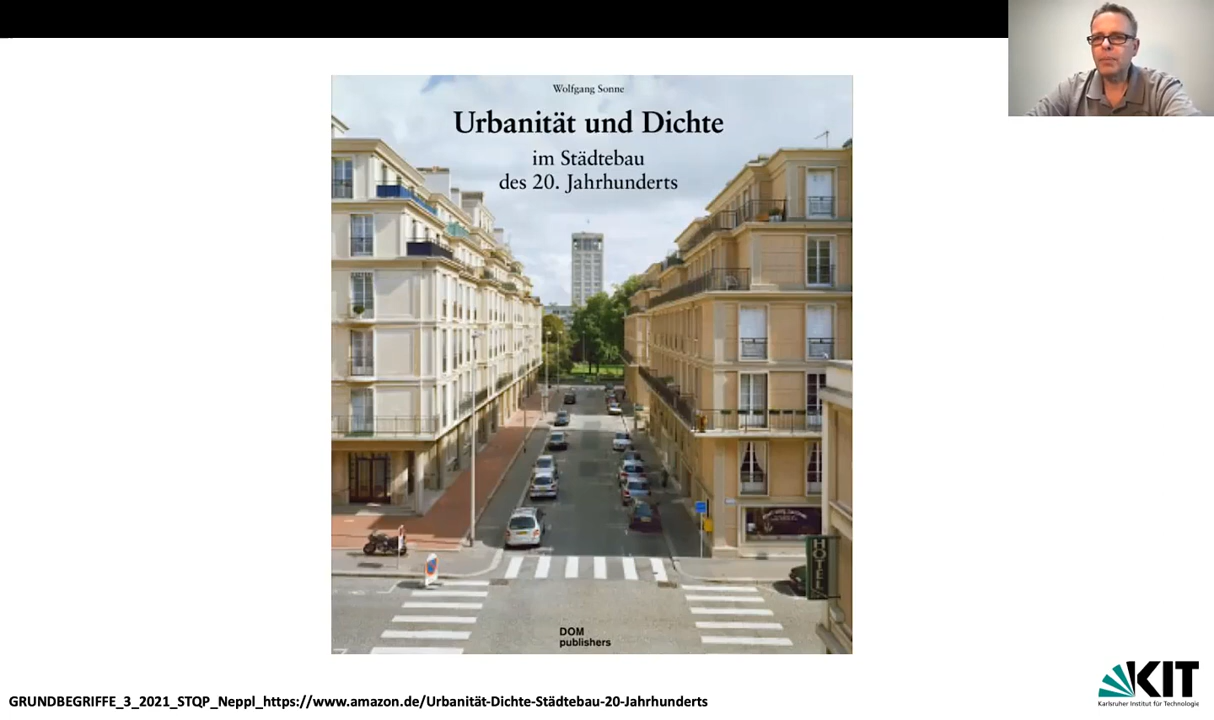 Wolfgang Sonne
Urbanität und Dichte
im Städtebau
des 20. Jahrhunderts
HOTEL
DOM
publishers
KIT
Karlsruher Institut für Technologie
GRUNDBEGRIFFE_3_2021_STQP_Neppl_https://www.amazon.de/Urbanität-Dichte-Städtebau-20-Jahrhunderts